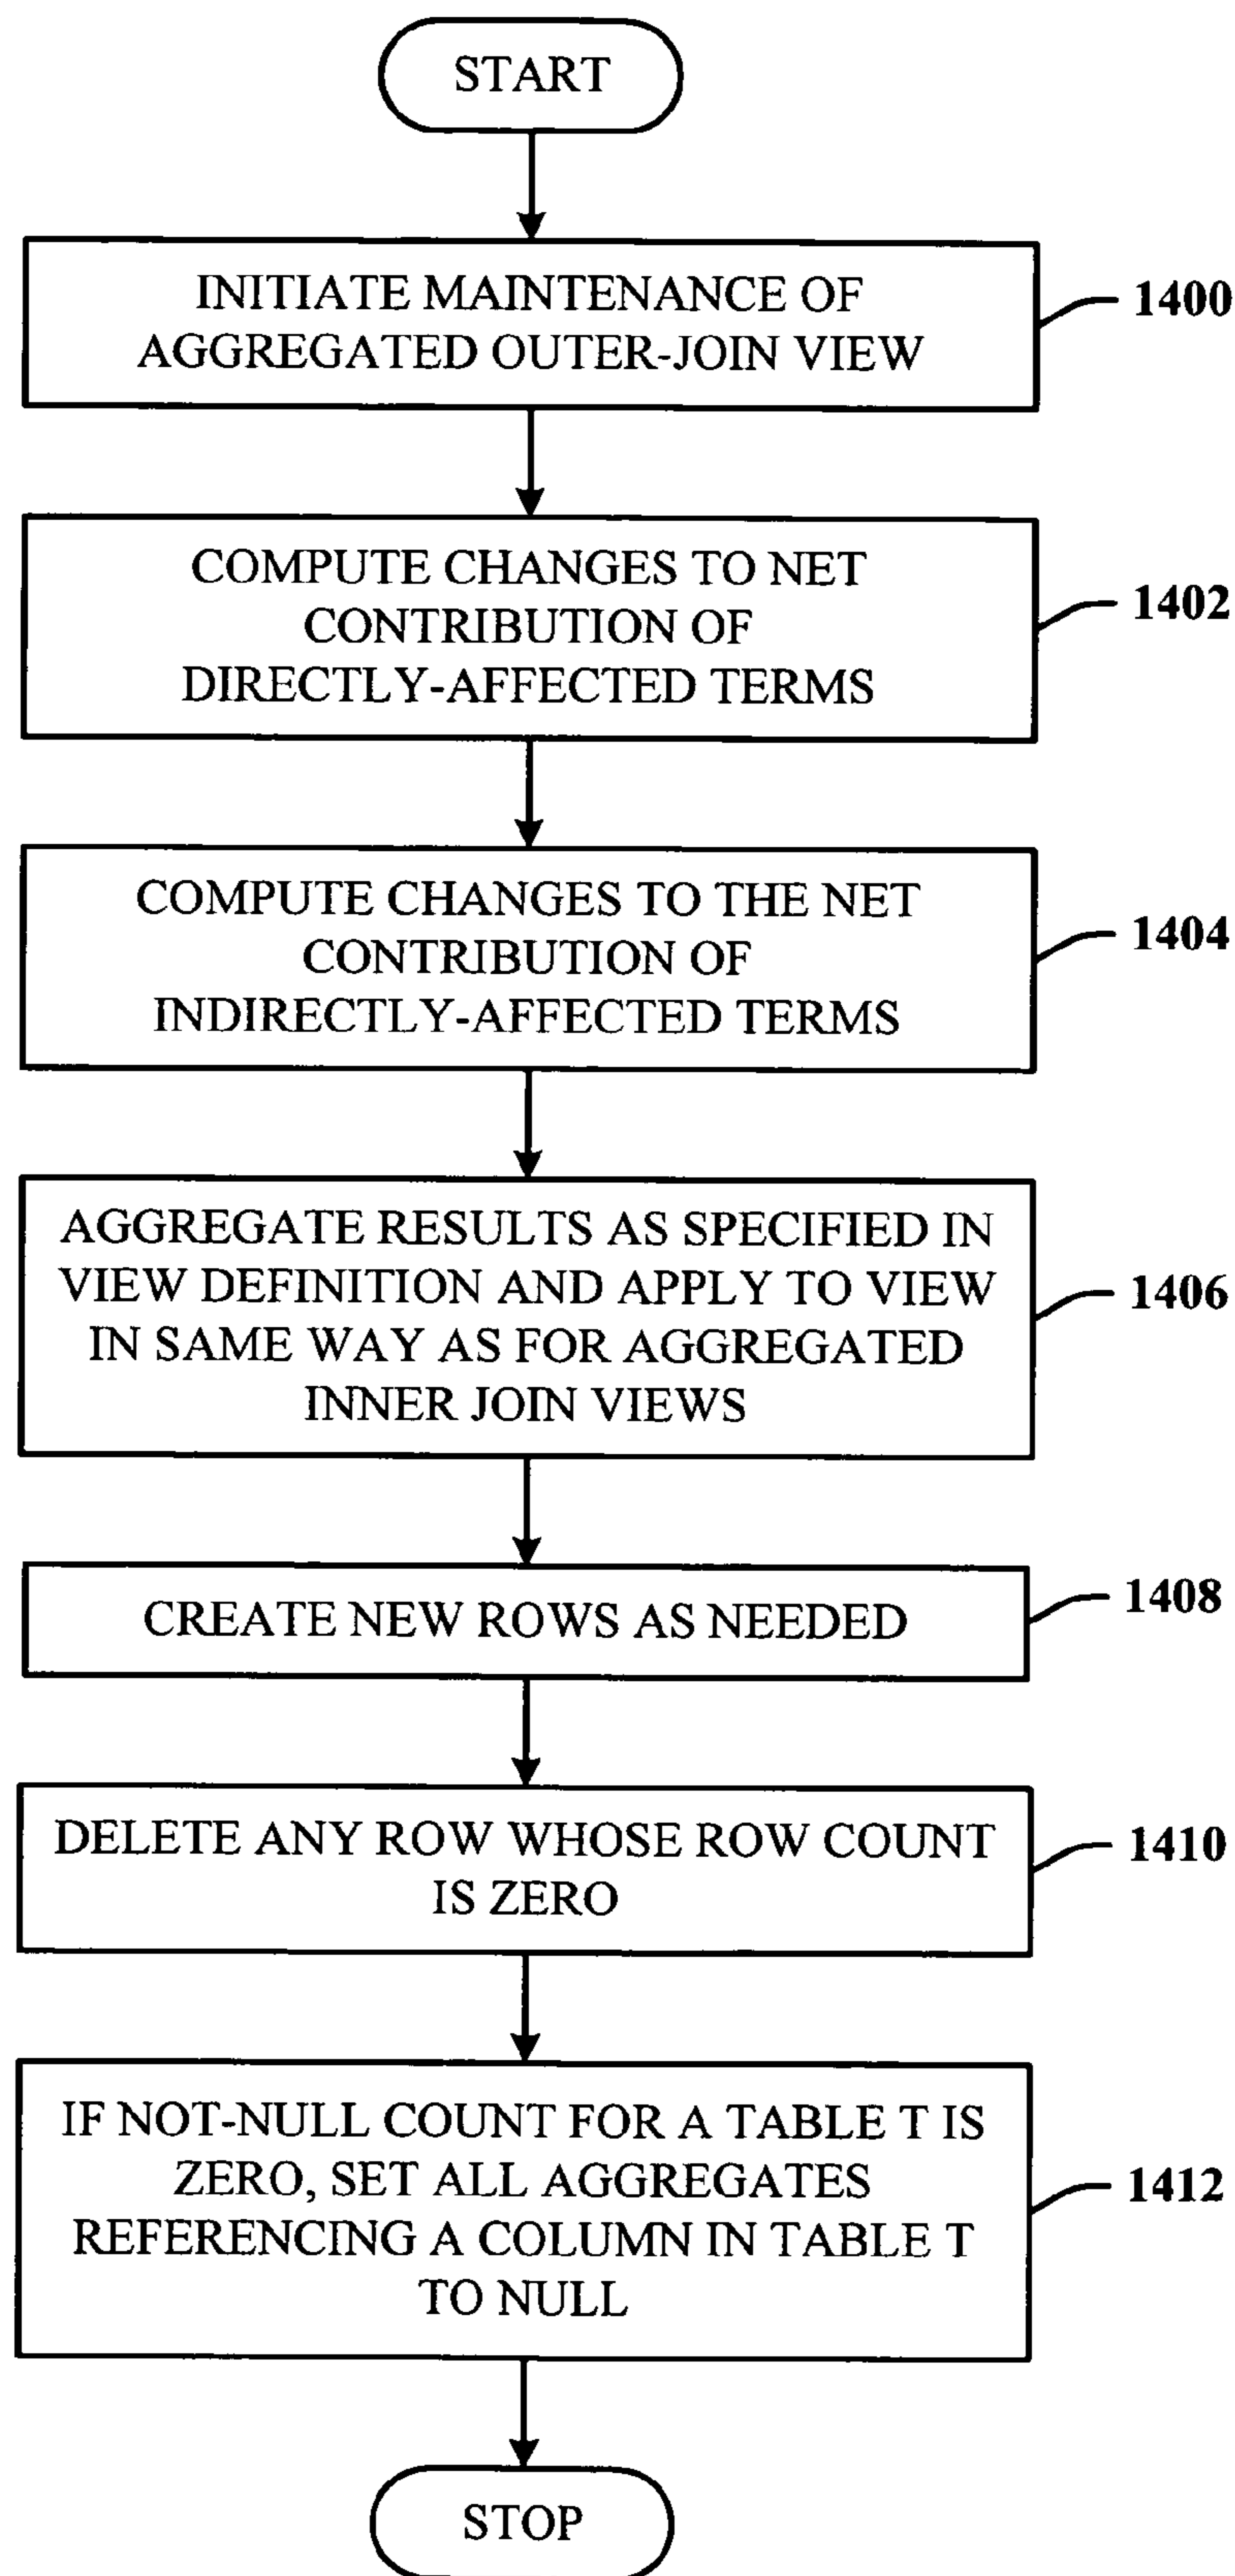 START
INITIATE MAINTENANCE OF
AGGREGATED OUTER-JOIN VIEW
1400
COMPUTE CHANGES TO NET
CONTRIBUTION OF
DIRECTLY-AFFECTED TERMS
1402
COMPUTE CHANGES TO THE NET
CONTRIBUTION OF
INDIRECTLY-AFFECTED TERMS
1404
AGGREGATE RESULTS AS SPECIFIED IN
VIEW DEFINITION AND APPLY TO VIEW
IN SAME WAY AS FOR AGGREGATED
INNER JOIN VIEWS
1406
CREATE NEW ROWS AS NEEDED
1408
DELETE ANY ROW WHOSE ROW COUNT
IS ZERO
1410
IF NOT-NULL COUNT FOR A TABLE T IS
ZERO, SET ALL AGGREGATES
REFERENCING A COLUMN IN TABLE T
TO NULL
1412
STOP